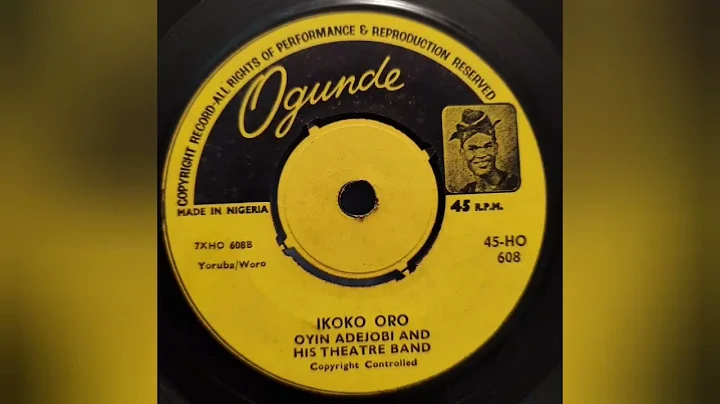 COPYRIGHT RECORD-ALL RIGHTS OF PERFORMANCE & REPRODUCTION RESERVED
Ogunde
MADE IN NIGERIA
45 R.P.M.
7XHO 608B
45-HO
608
Yoruba/Woro
IKOKO ORO
OYIN ADEJOBI AND
HIS THEATRE BAND
Copyright Controlled